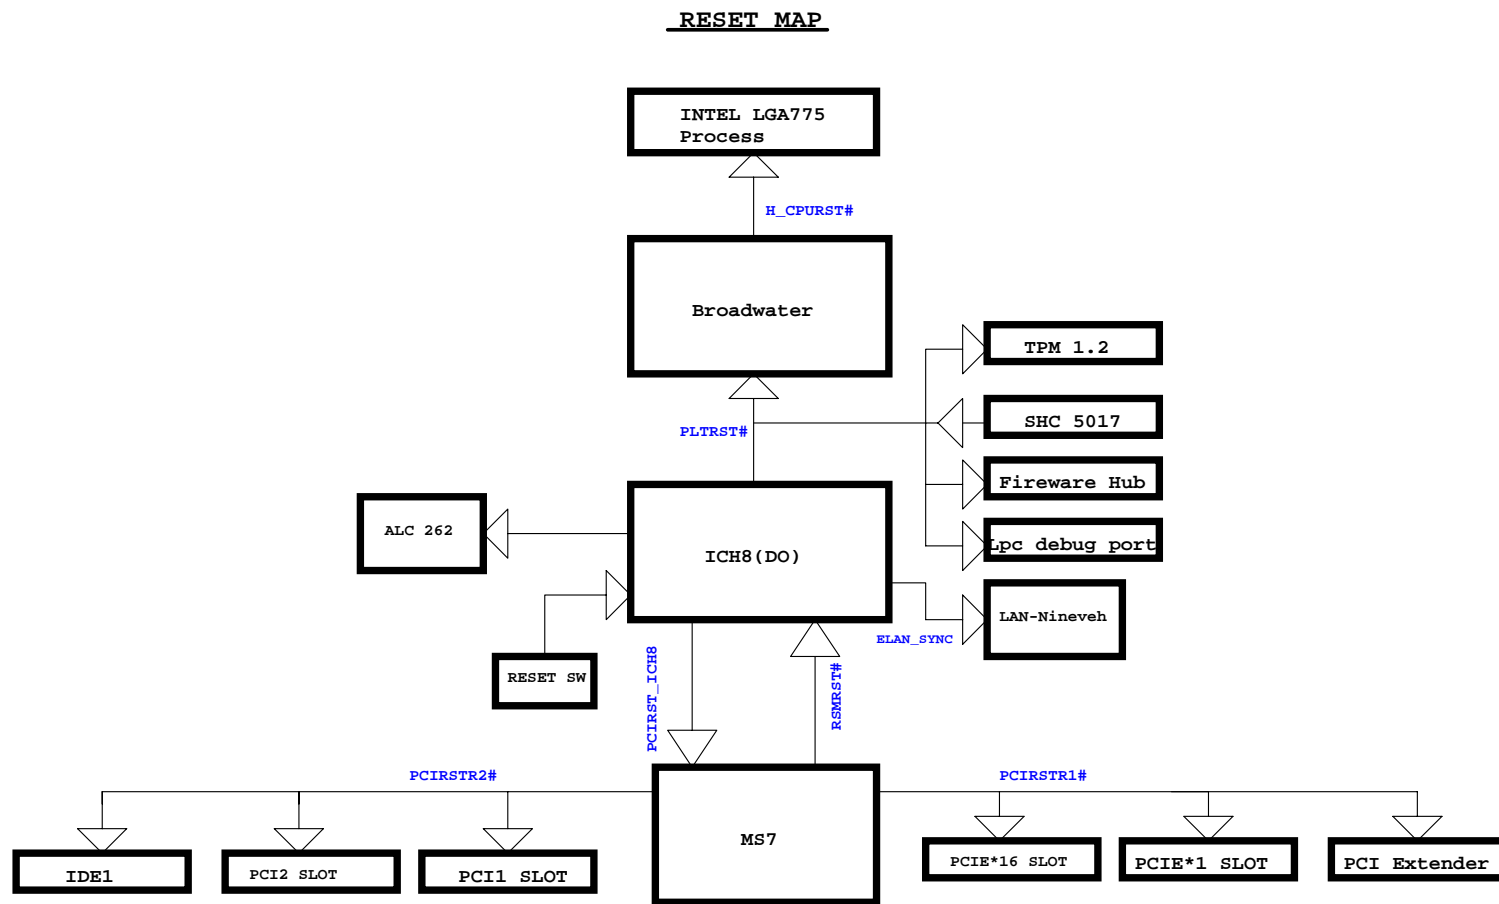 RESET MAP
INTEL LGA775
Process
H_CPURST#
Broadwater
TPM 1.2
SHC 5017
PLTRST#
Fireware Hub
Lpc debug port
ALC 262
ICH8(DO)
LAN-Nineveh
ELAN_SYNC
RESET SW
PCIRST_ICH8
RSMRST#
PCIRSTR2#
PCIRSTR1#
MS7
IDE1
PCI2 SLOT
PCI1 SLOT
PCIE*16 SLOT
PCIE*1 SLOT
PCI Extender